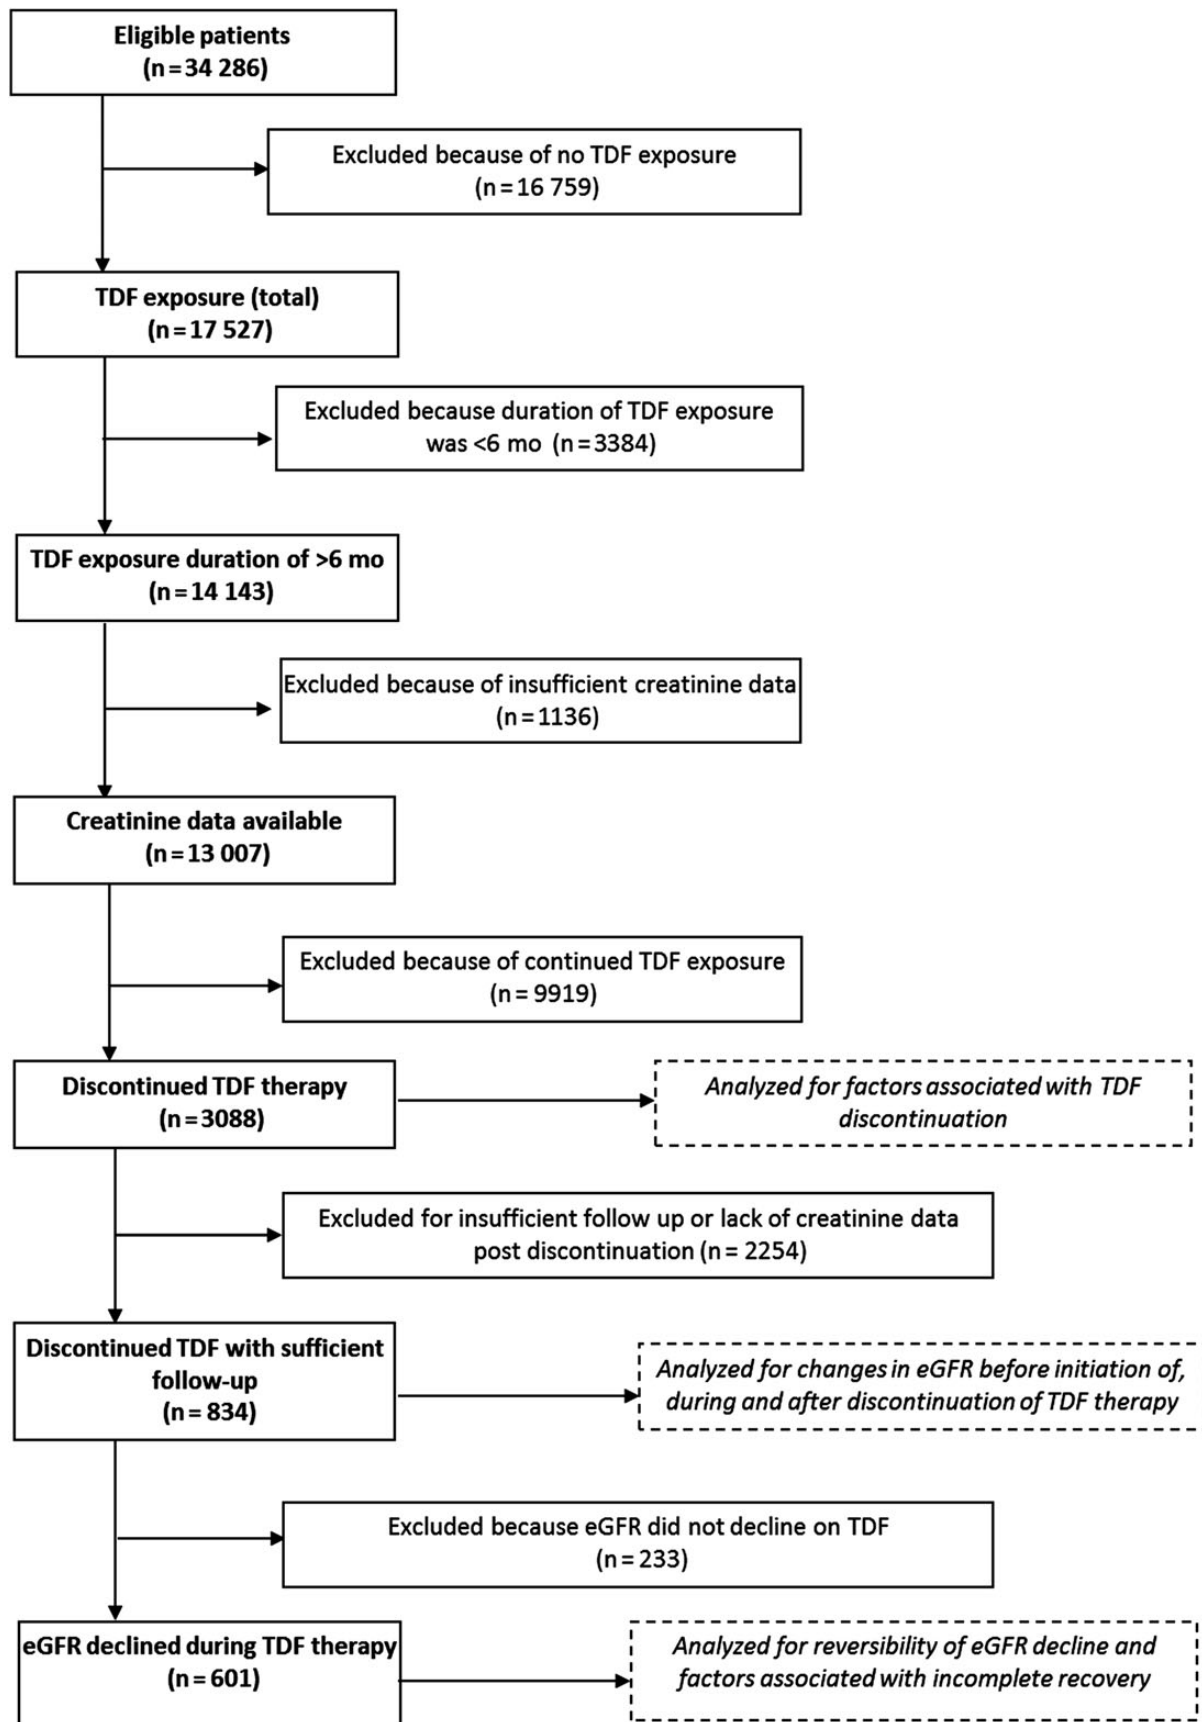 Eligible patients
(n = 34 286)
Excluded because of no TDF exposure
(n = 16 759)
TDF exposure (total)
(n = 17 527)
Excluded because duration of TDF exposure
was <6 mo (n = 3384)
TDF exposure duration of >6 mo
(n = 14 143)
Excluded because of insufficient creatinine data
(n = 1136)
Creatinine data available
(n = 13 007)
Excluded because of continued TDF exposure
(n = 9919)
Discontinued TDF therapy
(n = 3088)
Analyzed for factors associated with TDF
discontinuation
Excluded for insufficient follow up or lack of creatinine data
post discontinuation (n = 2254)
Discontinued TDF with sufficient
follow-up
(n = 834)
Analyzed for changes in eGFR before initiation of,
during and after discontinuation of TDF therapy
Excluded because eGFR did not decline on TDF
(n = 233)
eGFR declined during TDF therapy
(n = 601)
Analyzed for reversibility of eGFR decline and
factors associated with incomplete recovery